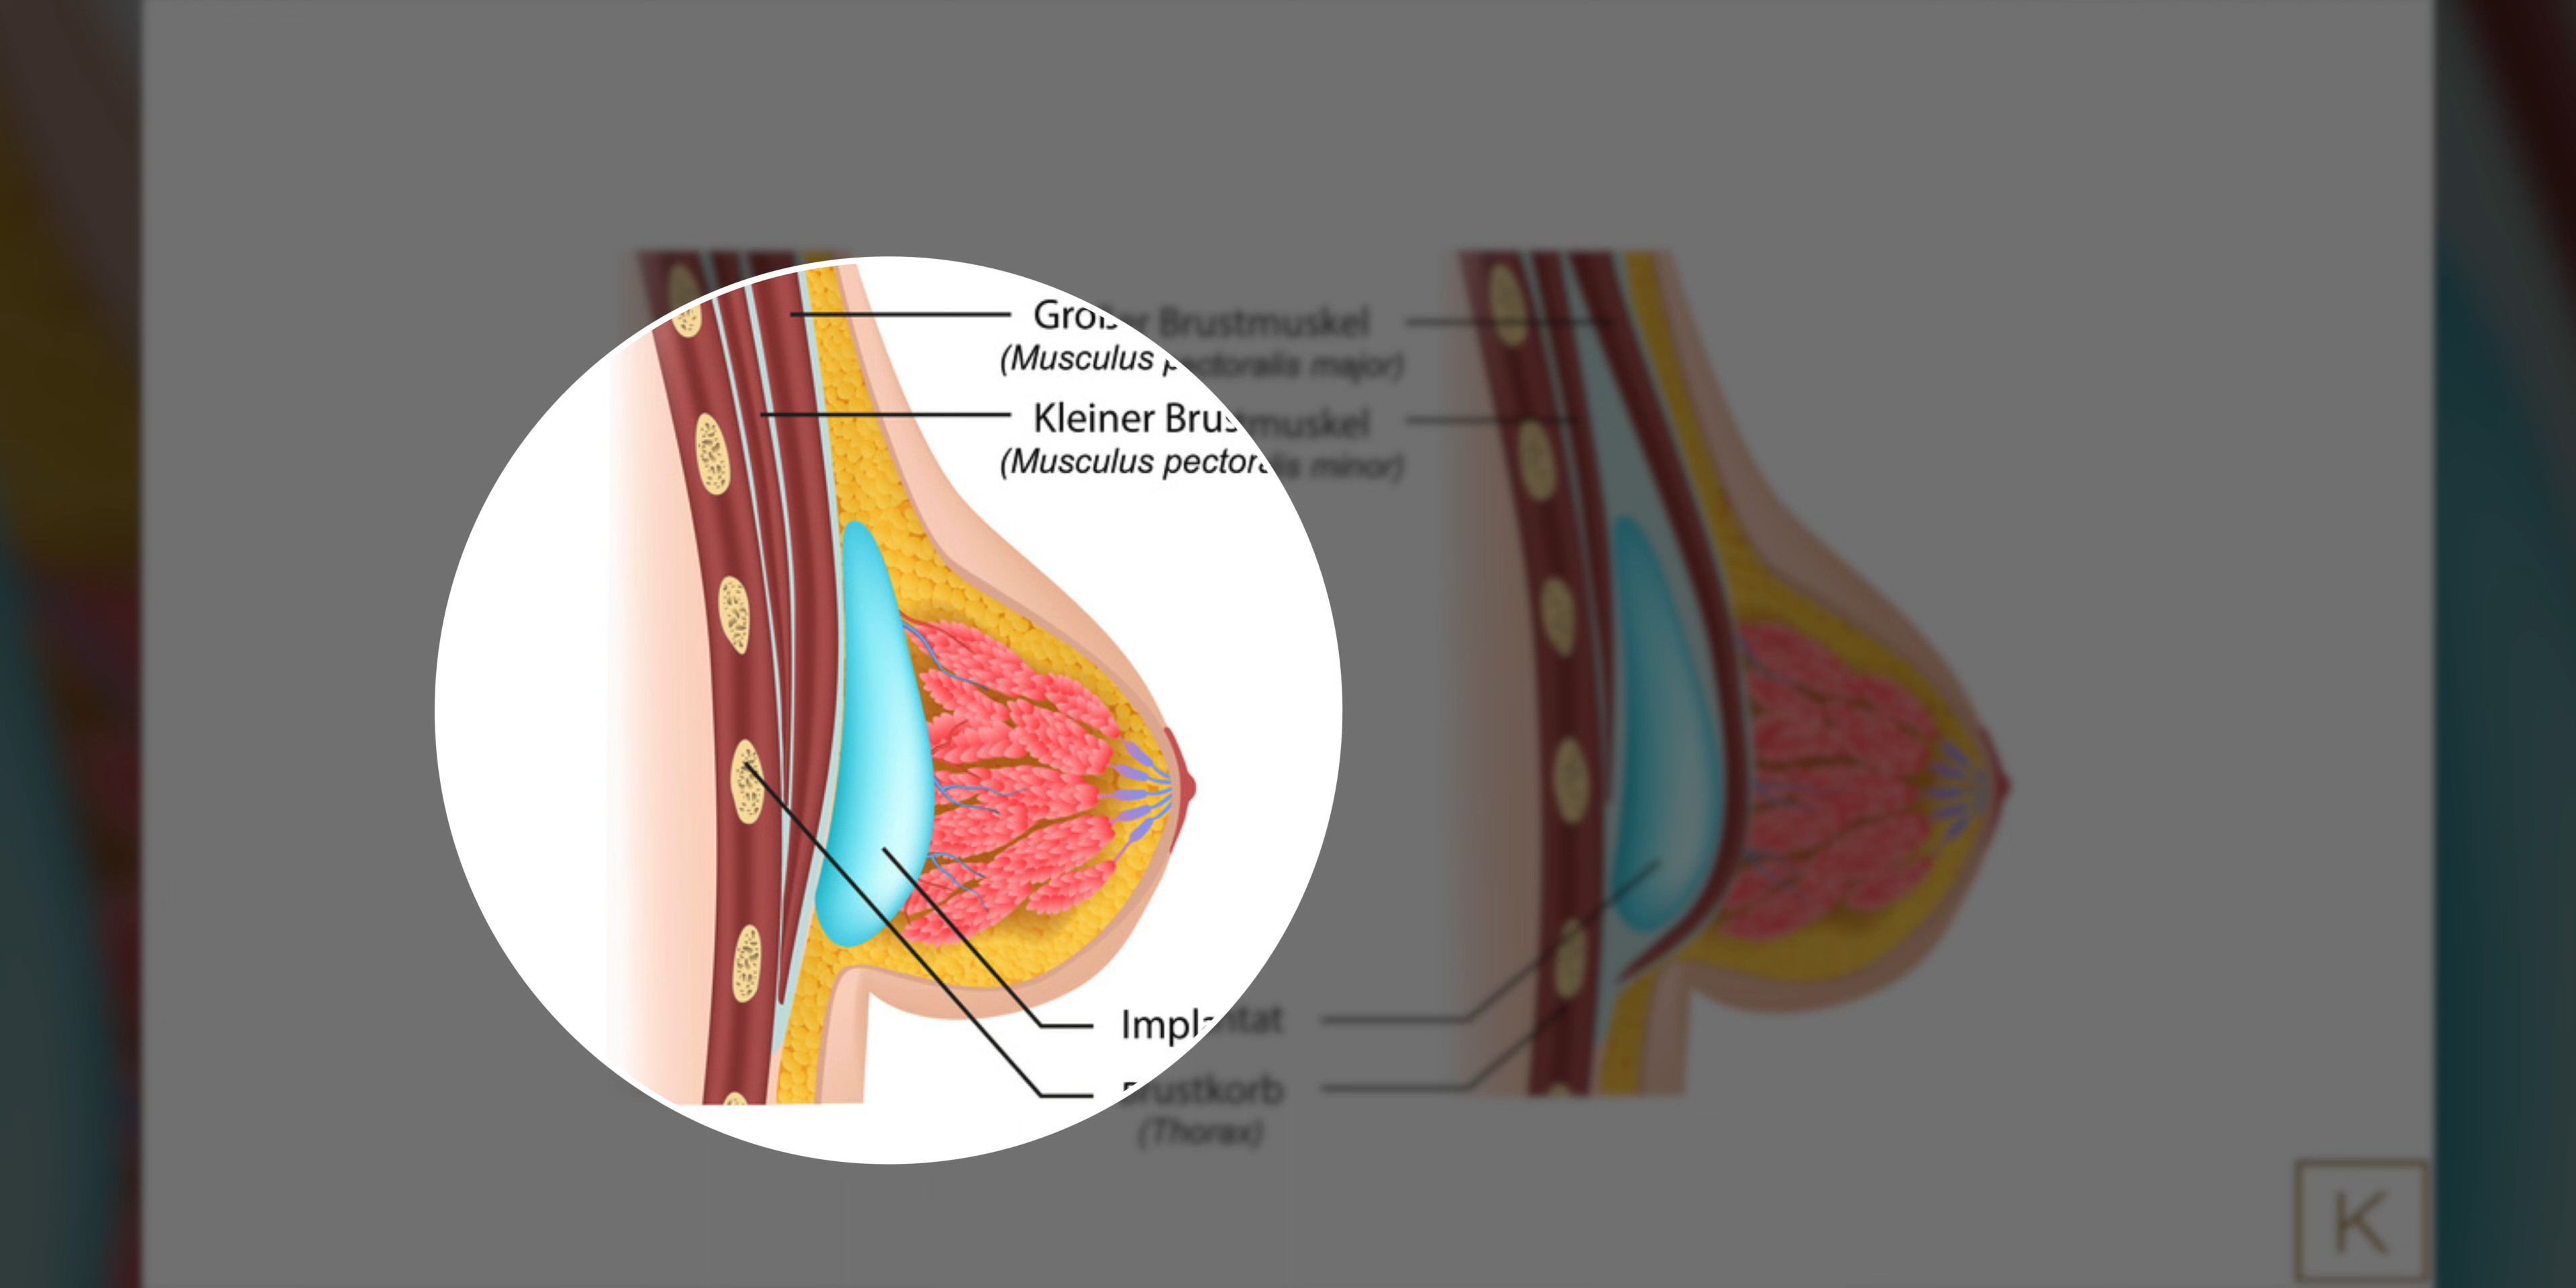 Großer Brustmuskel
(Musculus pectoralis major)
Kleiner Brustmuskel
(Musculus pectoralis minor)
Implantat
Brustkorb
(Thorax)
K